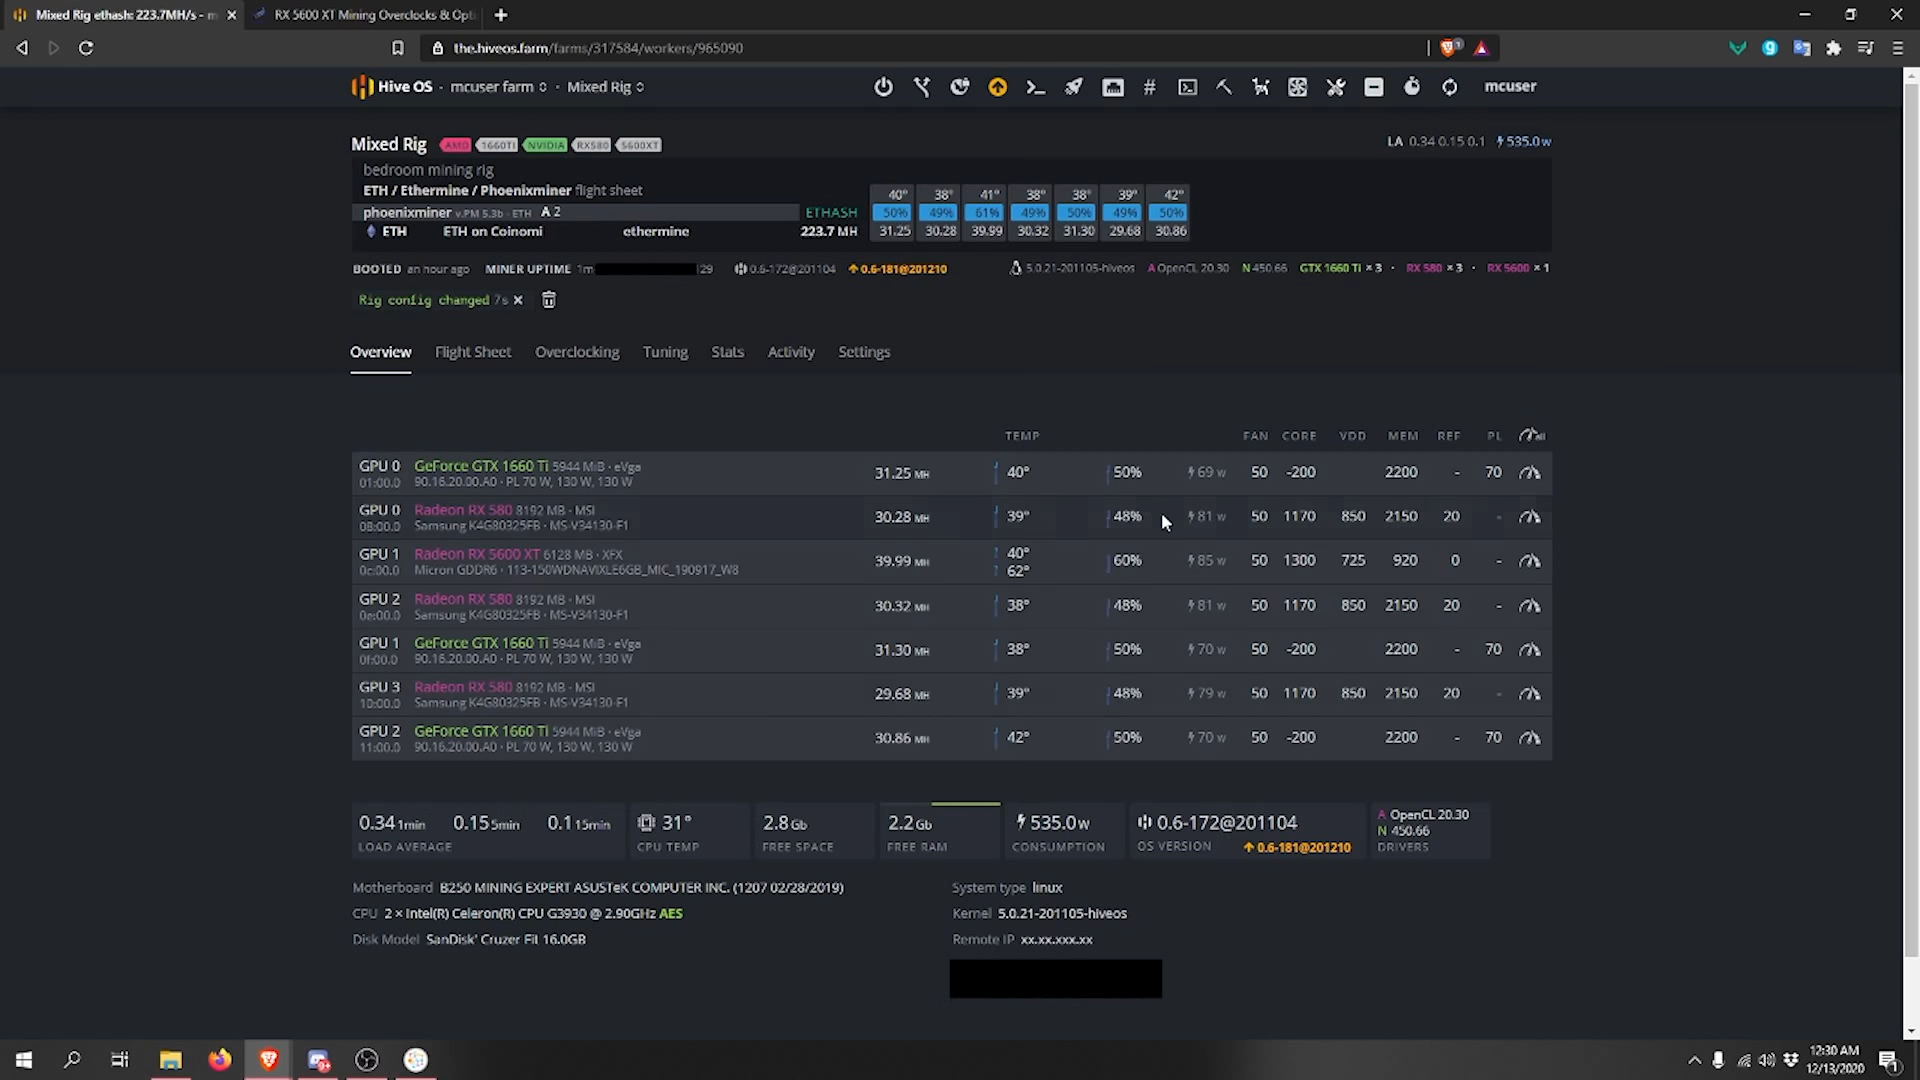 Mixed Rig ethash: 223.7MH/s - m
RX 5600 XT Mining Overclocks & Opti
the.hiveos.farm/farms/317584/workers/965090
Hive OS · mcuser farm · Mixed Rig
mcuser
Mixed Rig AMD 1660TI NVIDIA RX580 5600XT
LA 0.34 0.15 0.1 535.0 w
bedroom mining rig
ETH / Ethermine / Phoenixminer flight sheet
40° 38° 41° 38° 38° 39° 42°
phoenixminer v.PM 5.3b · ETH A 2 ETHASH 50% 49% 61% 49% 50% 49% 50%
ETH ETH on Coinomi ethermine 223.7 MH 31.25 30.28 39.99 30.32 31.30 29.68 30.86
BOOTED an hour ago MINER UPTIME 1m 29 0.6-172@201104 0.6-181@201210 5.0.21-201105-hiveos A OpenCL 20.30 N 450.66 GTX 1660 Ti × 3 · RX 580 × 3 · RX 5600 × 1
Rig config changed 7s ×
Overview Flight Sheet Overclocking Tuning Stats Activity Settings
TEMP FAN CORE VDD MEM REF PL all
GPU 0 GeForce GTX 1660 Ti 5944 MiB · eVga
01:00.0 90.16.20.00.A0 · PL 70 W, 130 W, 130 W
31.25 MH 40° 50% 69 w 50 -200 2200 - 70
GPU 0 Radeon RX 580 8192 MB · MSI
08:00.0 Samsung K4G80325FB · MS-V34130-F1
30.28 MH 39° 48% 81 w 50 1170 850 2150 20 -
GPU 1 Radeon RX 5600 XT 6128 MB · XFX
0c:00.0 Micron GDDR6 · 113-150WDNAVIXLE6GB_MIC_190917_W8
39.99 MH 40° 62° 60% 85 w 50 1300 725 920 0 -
GPU 2 Radeon RX 580 8192 MB · MSI
0e:00.0 Samsung K4G80325FB · MS-V34130-F1
30.32 MH 38° 48% 81 w 50 1170 850 2150 20 -
GPU 1 GeForce GTX 1660 Ti 5944 MiB · eVga
0f:00.0 90.16.20.00.A0 · PL 70 W, 130 W, 130 W
31.30 MH 38° 50% 70 w 50 -200 2200 - 70
GPU 3 Radeon RX 580 8192 MB · MSI
10:00.0 Samsung K4G80325FB · MS-V34130-F1
29.68 MH 39° 48% 79 w 50 1170 850 2150 20 -
GPU 2 GeForce GTX 1660 Ti 5944 MiB · eVga
11:00.0 90.16.20.00.A0 · PL 70 W, 130 W, 130 W
30.86 MH 42° 50% 70 w 50 -200 2200 - 70
0.34 1min 0.15 5min 0.1 15min
LOAD AVERAGE
31°
CPU TEMP
2.8 Gb
FREE SPACE
2.2 Gb
FREE RAM
535.0 w
CONSUMPTION
0.6-172@201104
OS VERSION 0.6-181@201210
A OpenCL 20.30
N 450.66
DRIVERS
Motherboard B250 MINING EXPERT ASUSTeK COMPUTER INC. (1207 02/28/2019)
CPU 2 × Intel(R) Celeron(R) CPU G3930 @ 2.90GHz AES
Disk Model SanDisk' Cruzer Fit 16.0GB
System type linux
Kernel 5.0.21-201105-hiveos
Remote IP xx.xx.xxx.xx
12:30 AM
12/13/2020